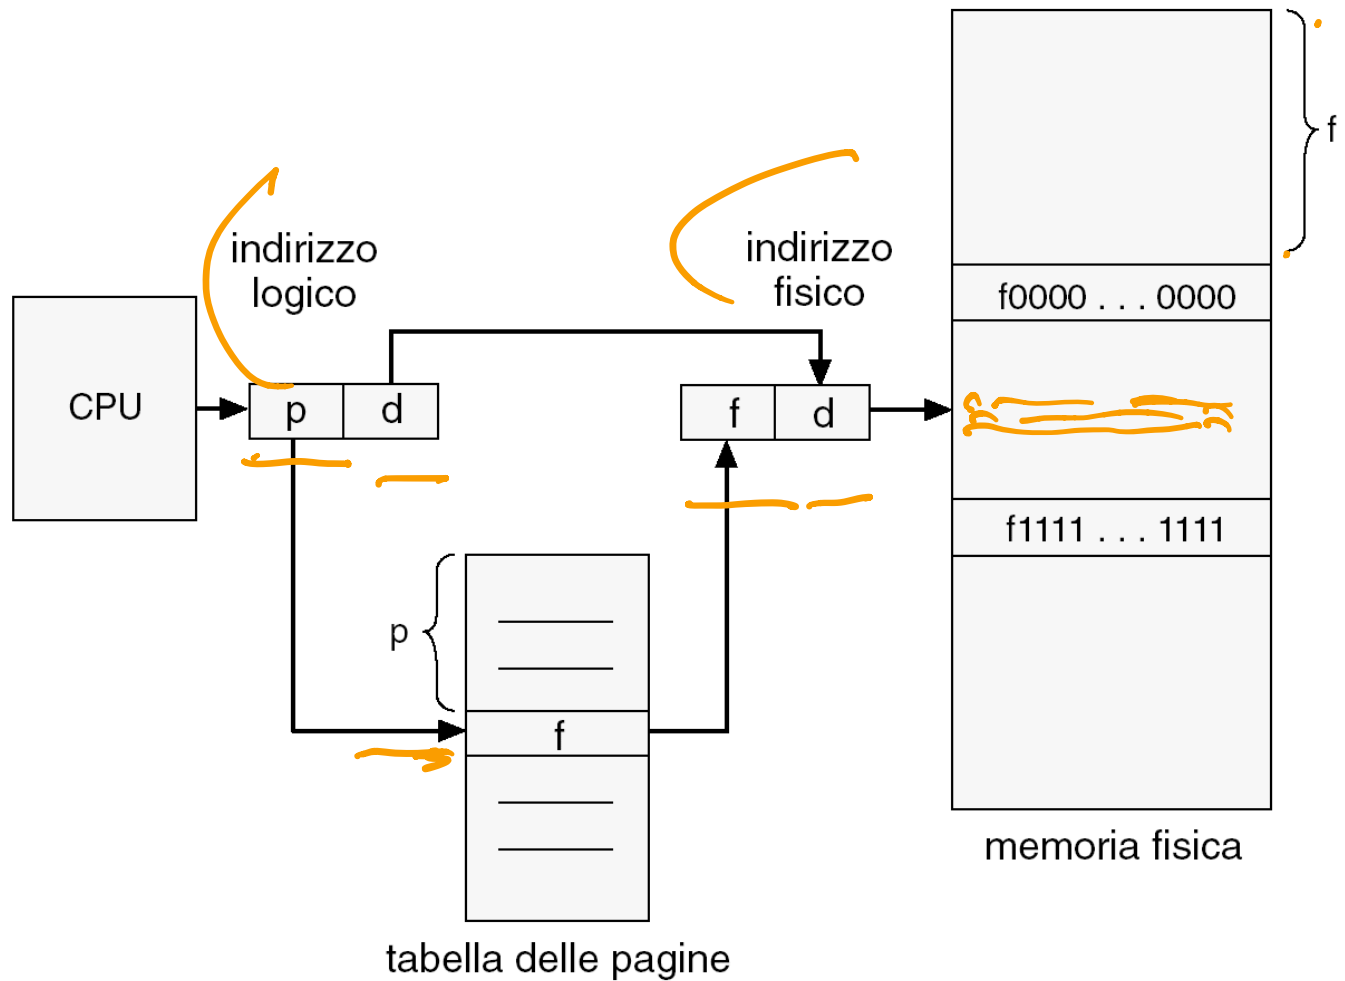 f
indirizzo
logico
indirizzo
fisico
f0000 . . . 0000
CPU
p
d
f
d
f1111 . . . 1111
p
f
memoria fisica
tabella delle pagine